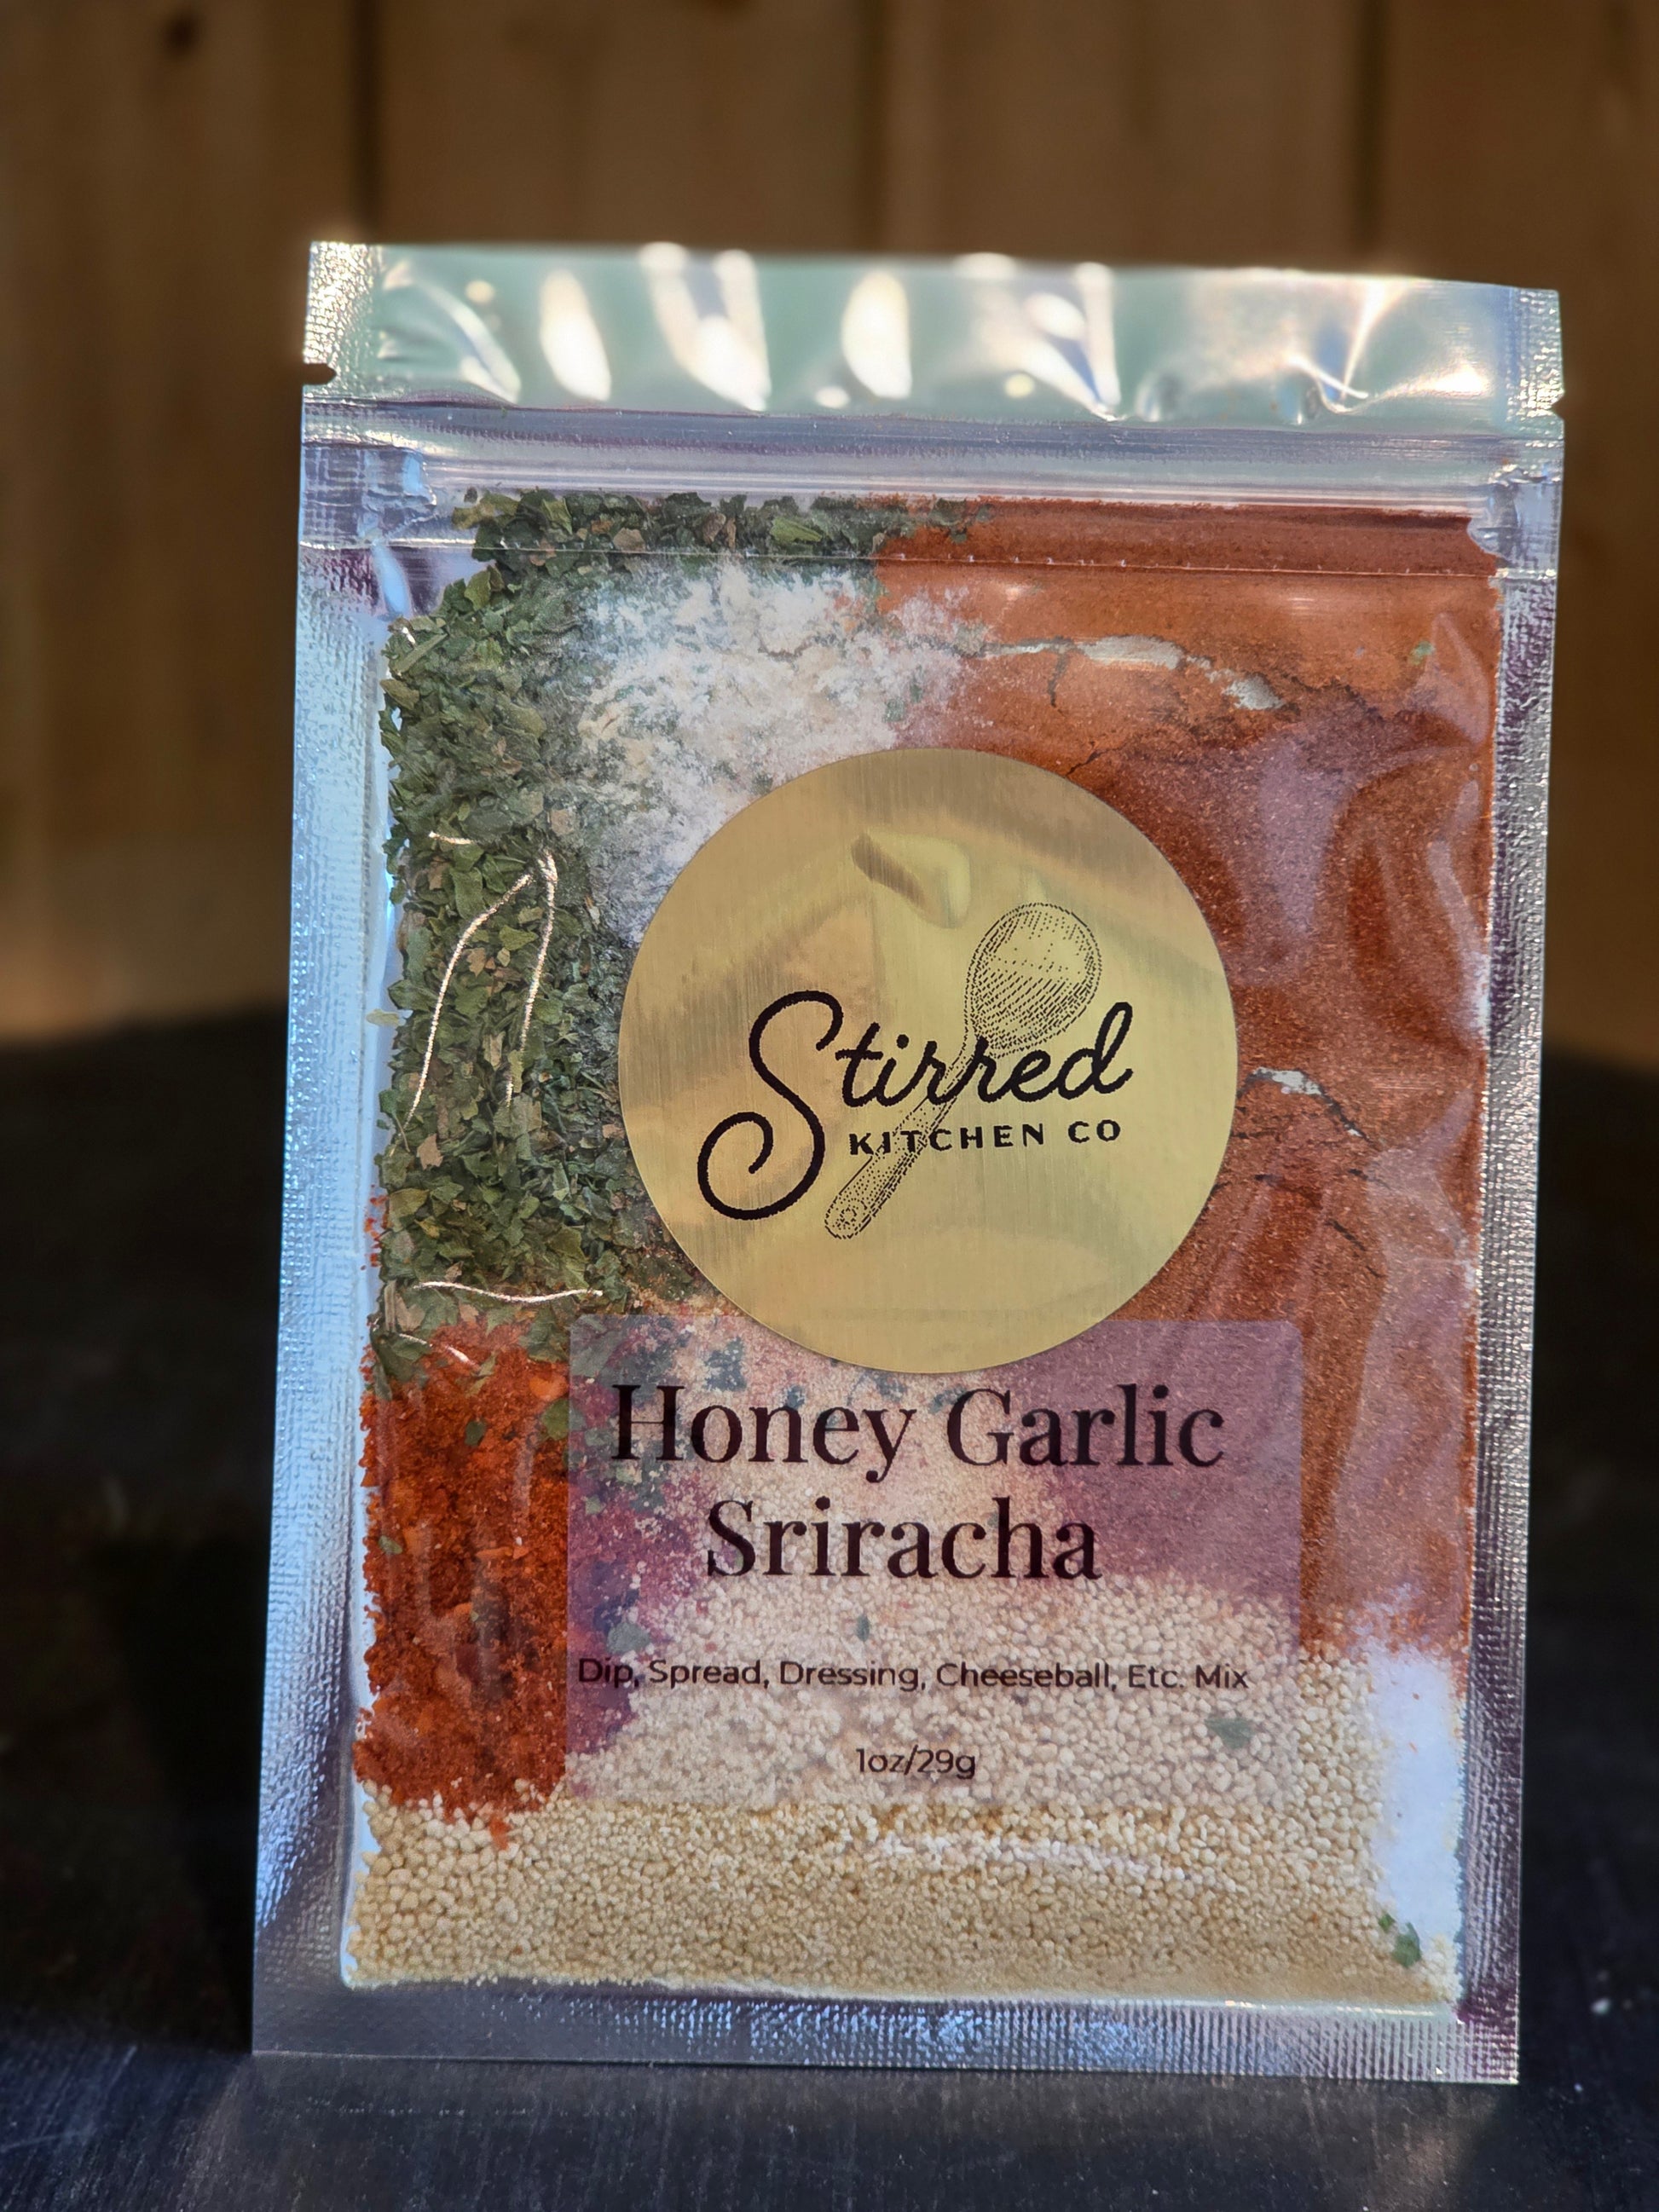 Stirred
KITCHEN CO
Honey Garlic
Sriracha
Dip, Spread, Dressing, Cheeseball, Etc. Mix
1oz/29g